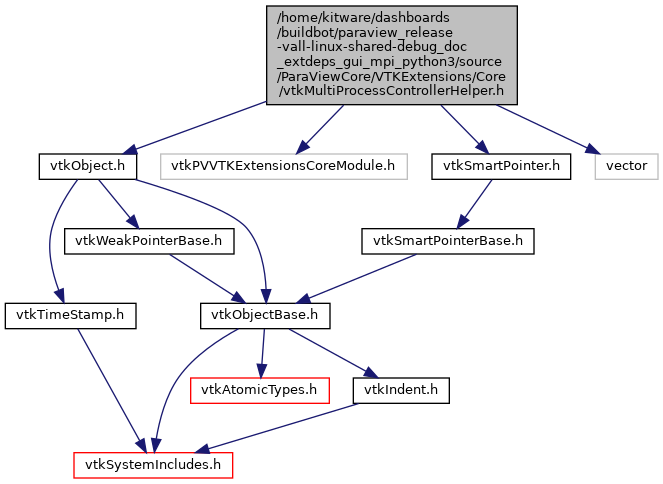 /home/kitware/dashboards
/buildbot/paraview_release
-vall-linux-shared-debug_doc
_extdeps_gui_mpi_python3/source
/ParaViewCore/VTKExtensions/Core
/vtkMultiProcessControllerHelper.h
vtkObject.h
vtkPVVTKExtensionsCoreModule.h
vtkSmartPointer.h
vector
vtkWeakPointerBase.h
vtkSmartPointerBase.h
vtkTimeStamp.h
vtkObjectBase.h
vtkAtomicTypes.h
vtkIndent.h
vtkSystemIncludes.h